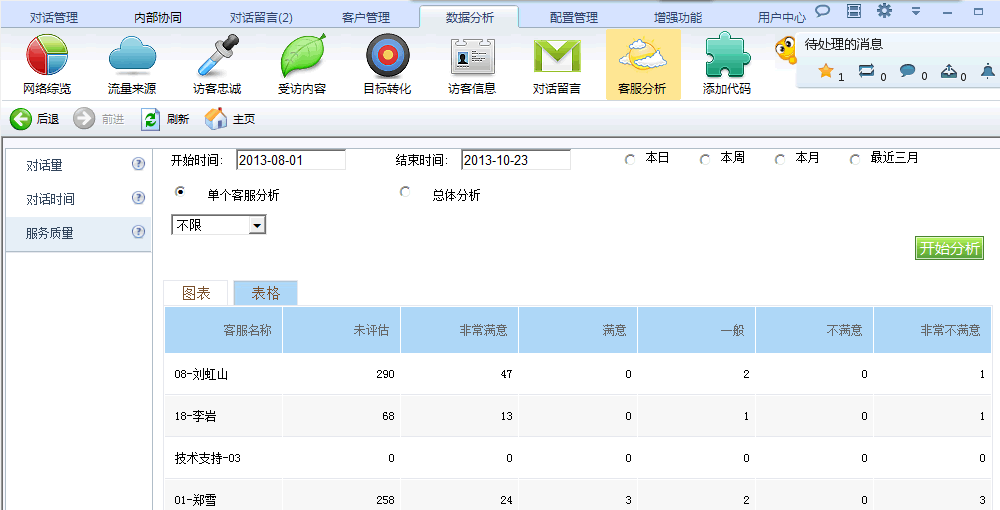 对话管理 内部协同 对话留言(2) 客户管理 数据分析 配置管理 增强功能 用户中心
待处理的消息
1 0 0 0
网络综览 流量来源 访客忠诚 受访内容 目标转化 访客信息 对话留言 客服分析 添加代码
后退 前进 刷新 主页
对话量 ?
对话时间 ?
服务质量 ?
开始时间: 2013-08-01 结束时间: 2013-10-23 本日 本周 本月 最近三月
单个客服分析 总体分析
不限
开始分析
图表 表格
客服名称 未评估 非常满意 满意 一般 不满意 非常不满意
08-刘虹山 290 47 0 2 0 1
18-李岩 68 13 0 1 0 1
技术支持-03 0 0 0 0 0 0
01-郑雪 258 24 3 2 0 3